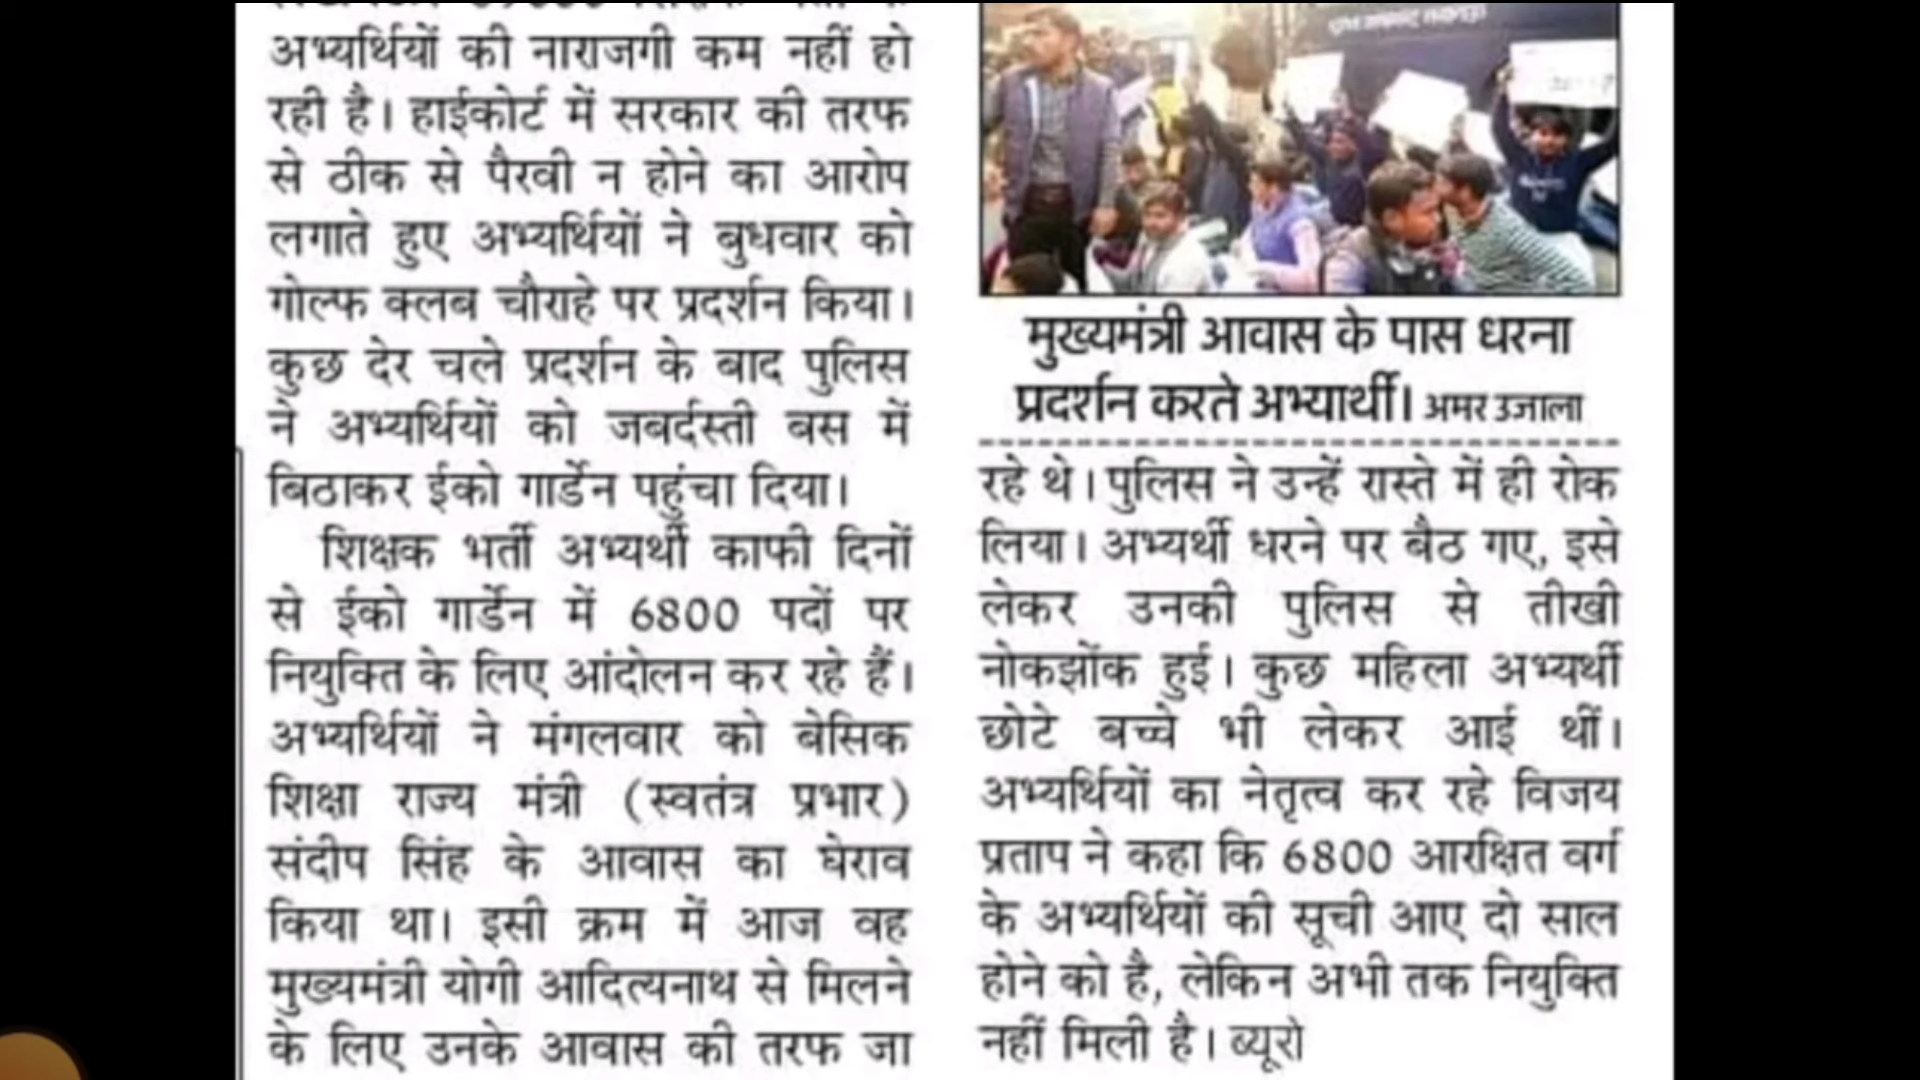 अभ्यर्थियों की नाराजगी कम नहीं हो
रही है। हाईकोर्ट में सरकार की तरफ
से ठीक से पैरवी न होने का आरोप
लगाते हुए अभ्यर्थियों ने बुधवार को
गोल्फ क्लब चौराहे पर प्रदर्शन किया।
कुछ देर चले प्रदर्शन के बाद पुलिस
ने अभ्यर्थियों को जबर्दस्ती बस में
बिठाकर ईको गार्डेन पहुंचा दिया।
शिक्षक भर्ती अभ्यर्थी काफी दिनों
से ईको गार्डेन में 6800 पदों पर
नियुक्ति के लिए आंदोलन कर रहे हैं।
अभ्यर्थियों ने मंगलवार को बेसिक
शिक्षा राज्य मंत्री (स्वतंत्र प्रभार)
संदीप सिंह के आवास का घेराव
किया था। इसी क्रम में आज वह
मुख्यमंत्री योगी आदित्यनाथ से मिलने
के लिए उनके आवास की तरफ जा
मुख्यमंत्री आवास के पास धरना
प्रदर्शन करते अभ्यार्थी। अमर उजाला
रहे थे। पुलिस ने उन्हें रास्ते में ही रोक
लिया। अभ्यर्थी धरने पर बैठ गए, इसे
लेकर उनकी पुलिस से तीखी
नोकझोंक हुई। कुछ महिला अभ्यर्थी
छोटे बच्चे भी लेकर आई थीं।
अभ्यर्थियों का नेतृत्व कर रहे विजय
प्रताप ने कहा कि 6800 आरक्षित वर्ग
के अभ्यर्थियों की सूची आए दो साल
होने को है, लेकिन अभी तक नियुक्ति
नहीं मिली है। ब्यूरो